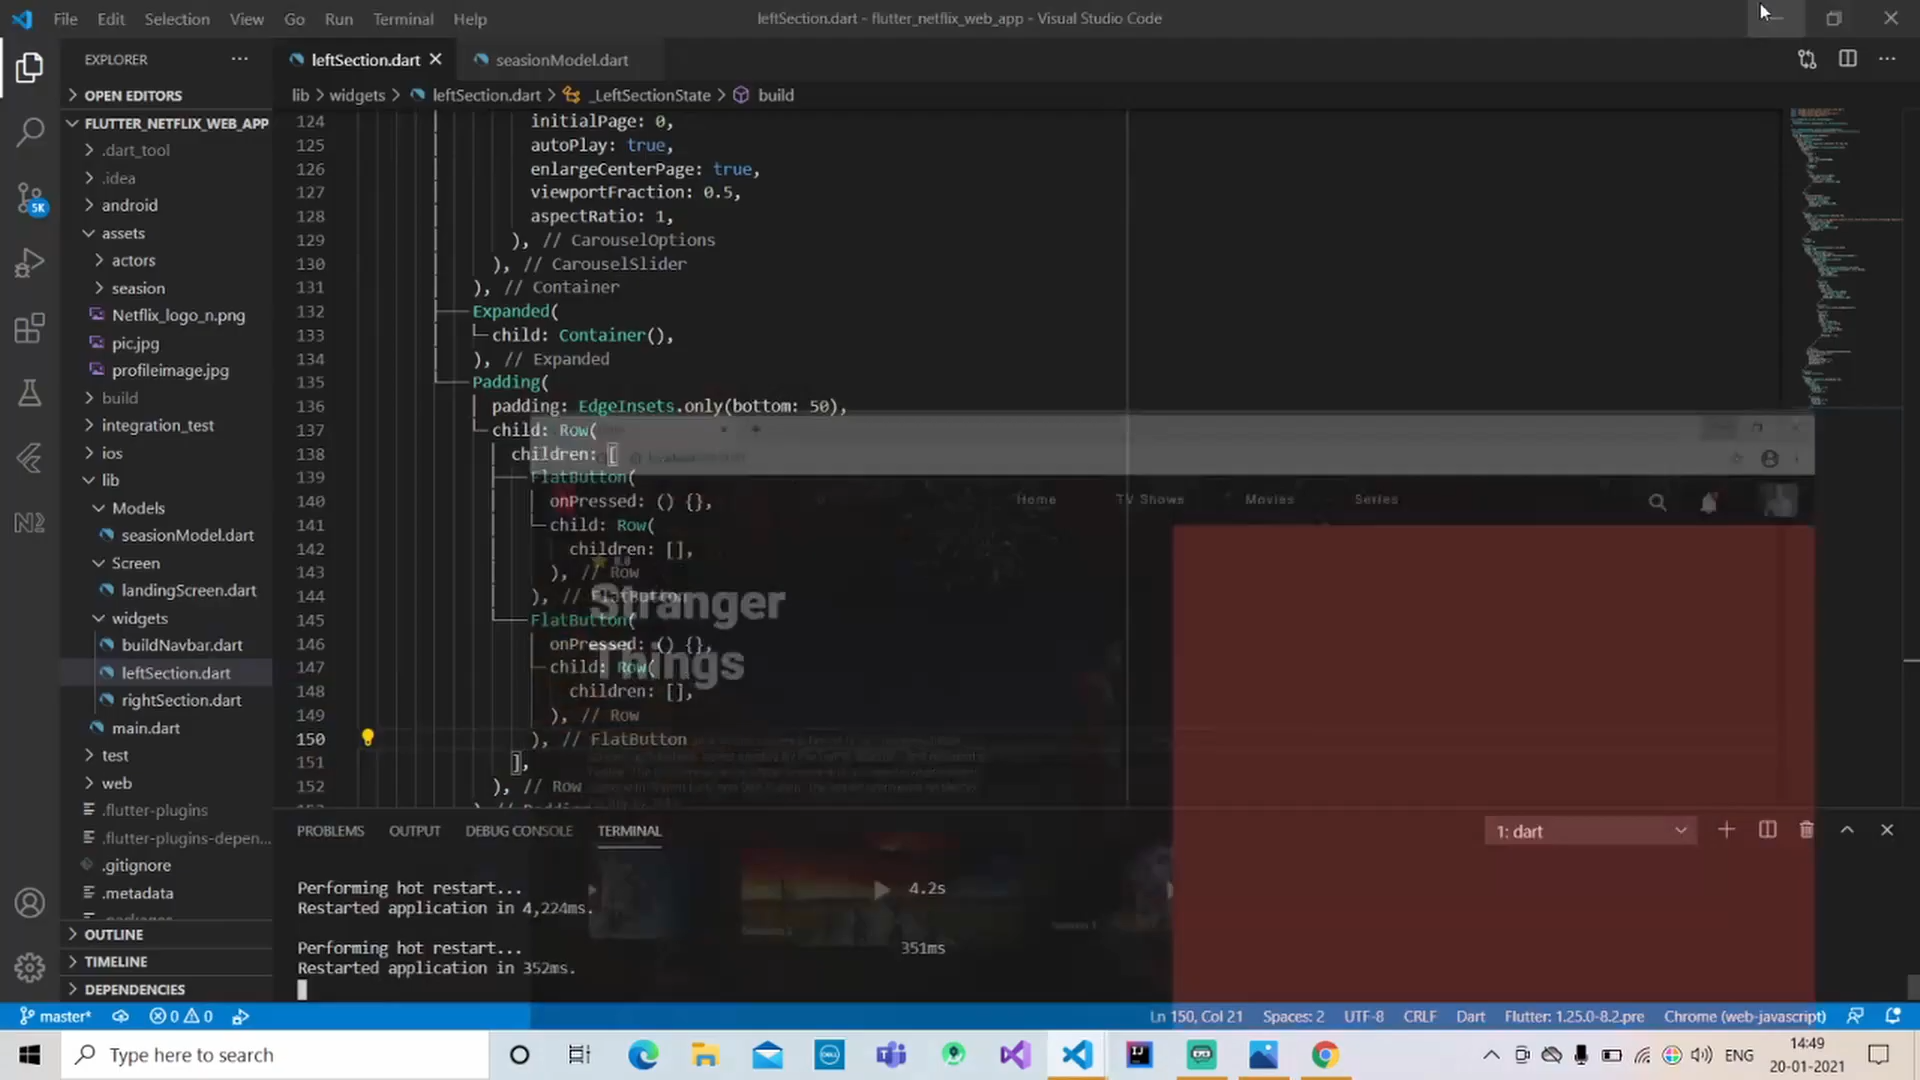 File Edit Selection View Go Run Terminal Help
leftSection.dart - flutter_netflix_web_app - Visual Studio Code
EXPLORER
leftSection.dart
seasionModel.dart
lib > widgets > leftSection.dart > _LeftSectionState > build
OPEN EDITORS
FLUTTER_NETFLIX_WEB_APP
.dart_tool
.idea
android
assets
actors
seasion
Netflix_logo_n.png
pic.jpg
profileimage.jpg
build
integration_test
ios
lib
Models
seasionModel.dart
Screen
landingScreen.dart
widgets
buildNavbar.dart
leftSection.dart
rightSection.dart
main.dart
test
web
.flutter-plugins
.flutter-plugins-depen...
.gitignore
.metadata
OUTLINE
TIMELINE
DEPENDENCIES
5K
124 initialPage: 0,
125 autoPlay: true,
126 enlargeCenterPage: true,
127 viewportFraction: 0.5,
128 aspectRatio: 1,
129 ), // CarouselOptions
130 ), // CarouselSlider
131 ), // Container
132 Expanded(
133 child: Container(),
134 ), // Expanded
135 Padding(
136 padding: EdgeInsets.only(bottom: 50),
137 child: Row(
138 children: [
139 FlatButton(
140 onPressed: () {},
141 child: Row(
142 children: [],
143 ), // Row
144 ), // FlatButton
145 FlatButton(
146 onPressed: () {},
147 child: Row(
148 children: [],
149 ), // Row
150 ), // FlatButton
151 ],
152 ), // Row
Home TV Shows Movies Series
8.0
Stranger
Things
PROBLEMS OUTPUT DEBUG CONSOLE TERMINAL
1: dart
Performing hot restart... 4.2s
Restarted application in 4,224ms.
Performing hot restart... 351ms
Restarted application in 352ms.
master* 0 0
Ln 150, Col 21 Spaces: 2 UTF-8 CRLF Dart Flutter: 1.25.0-8.2.pre Chrome (web-javascript)
Type here to search
DELL
ENG
14:49
20-01-2021